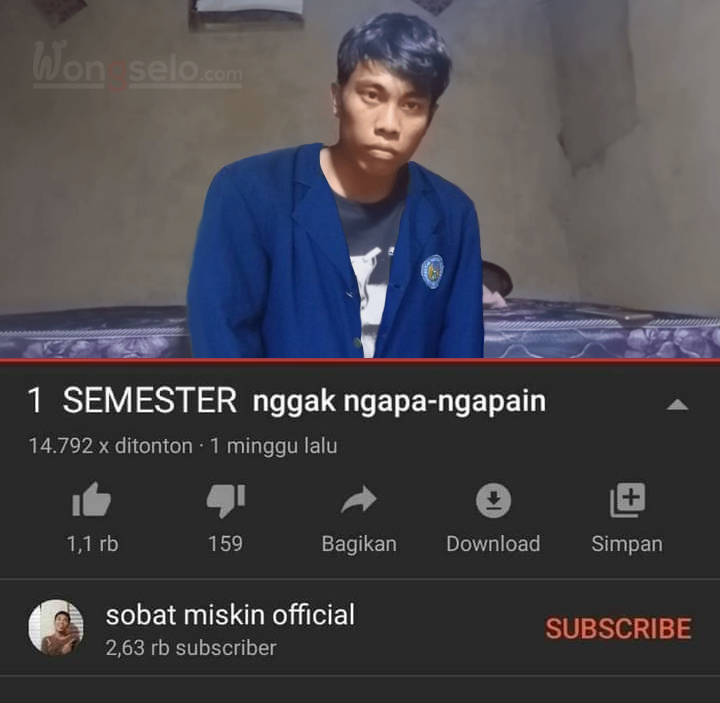 Wongselo.com
1 SEMESTER nggak ngapa-ngapain
14.792 x ditonton · 1 minggu lalu
1,1 rb
159
Bagikan
Download
Simpan
sobat miskin official
SUBSCRIBE
2,63 rb subscriber